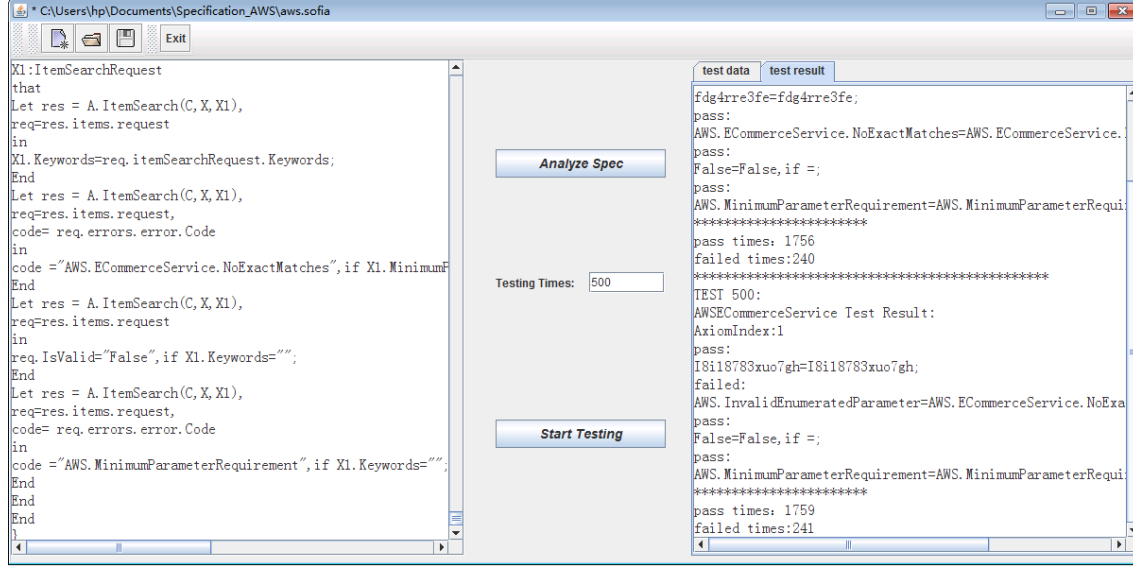 * C:\Users\hp\Documents\Specification_AWS\aws.sofia
Exit
X1:ItemSearchRequest
that
Let res = A.ItemSearch(C,X,X1),
req=res.items.request
in
X1.Keywords=req.itemSearchRequest.Keywords;
End
Let res = A.ItemSearch(C,X,X1),
req=res.items.request,
code= req.errors.error.Code
in
code ="AWS.ECommerceService.NoExactMatches",if X1.MinimumP
End
Let res = A.ItemSearch(C,X,X1),
req=res.items.request
in
req.IsValid="False",if X1.Keywords="";
End
Let res = A.ItemSearch(C,X,X1),
req=res.items.request,
code= req.errors.error.Code
in
code ="AWS.MinimumParameterRequirement",if X1.Keywords="";
End
End
End
}
Analyze Spec
Testing Times: 500
Start Testing
test data test result
fdg4rre3fe=fdg4rre3fe;
pass:
AWS.ECommerceService.NoExactMatches=AWS.ECommerceService.
pass:
False=False,if =;
pass:
AWS.MinimumParameterRequirement=AWS.MinimumParameterRequi
***********************
pass times: 1756
failed times:240
***********************************************
TEST 500:
AWSECommerceService Test Result:
AxiomIndex:1
pass:
I8i18783xuo7gh=I8i18783xuo7gh;
failed:
AWS.InvalidEnumeratedParameter=AWS.ECommerceService.NoExa
pass:
False=False,if =;
pass:
AWS.MinimumParameterRequirement=AWS.MinimumParameterRequi
***********************
pass times: 1759
failed times:241